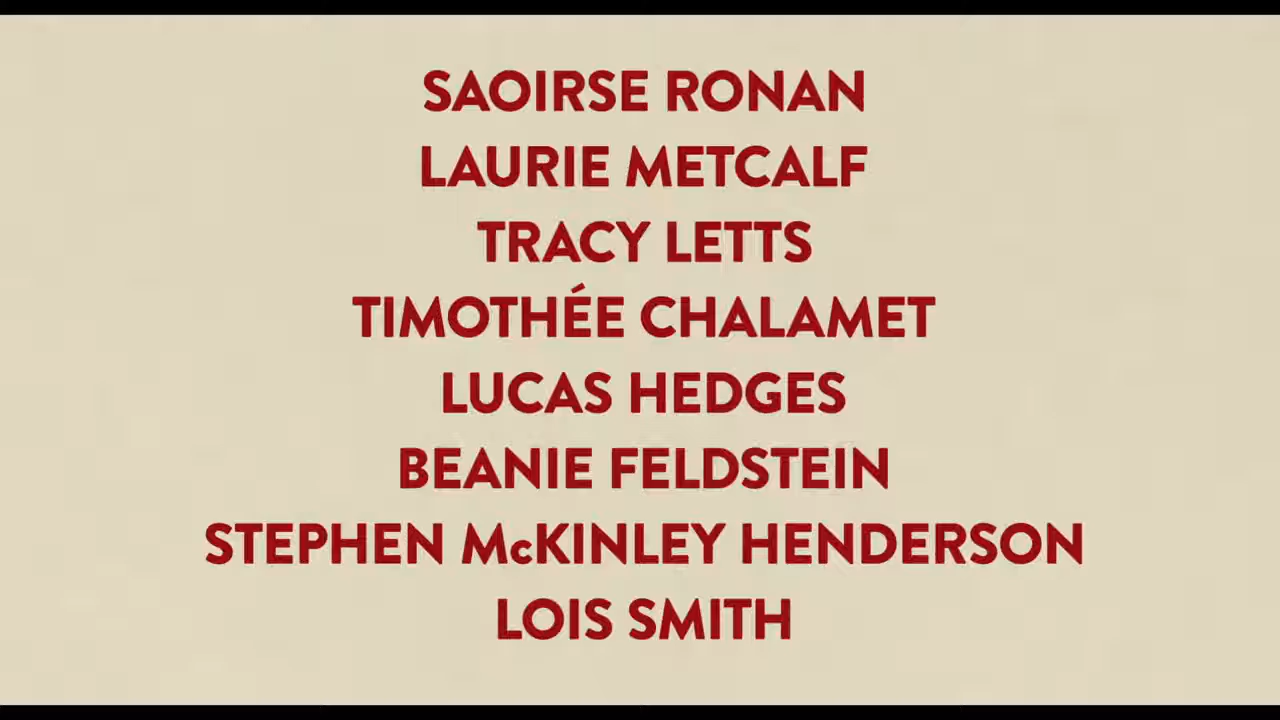 SAOIRSE RONAN
LAURIE METCALF
TRACY LETTS
TIMOTHÉE CHALAMET
LUCAS HEDGES
BEANIE FELDSTEIN
STEPHEN McKINLEY HENDERSON
LOIS SMITH